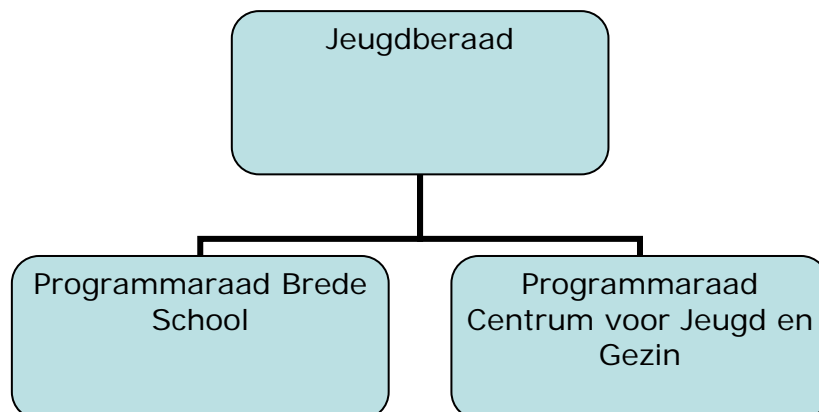 Jeugdberaad
Programmaraad Brede
School
Programmaraad
Centrum voor Jeugd en
Gezin